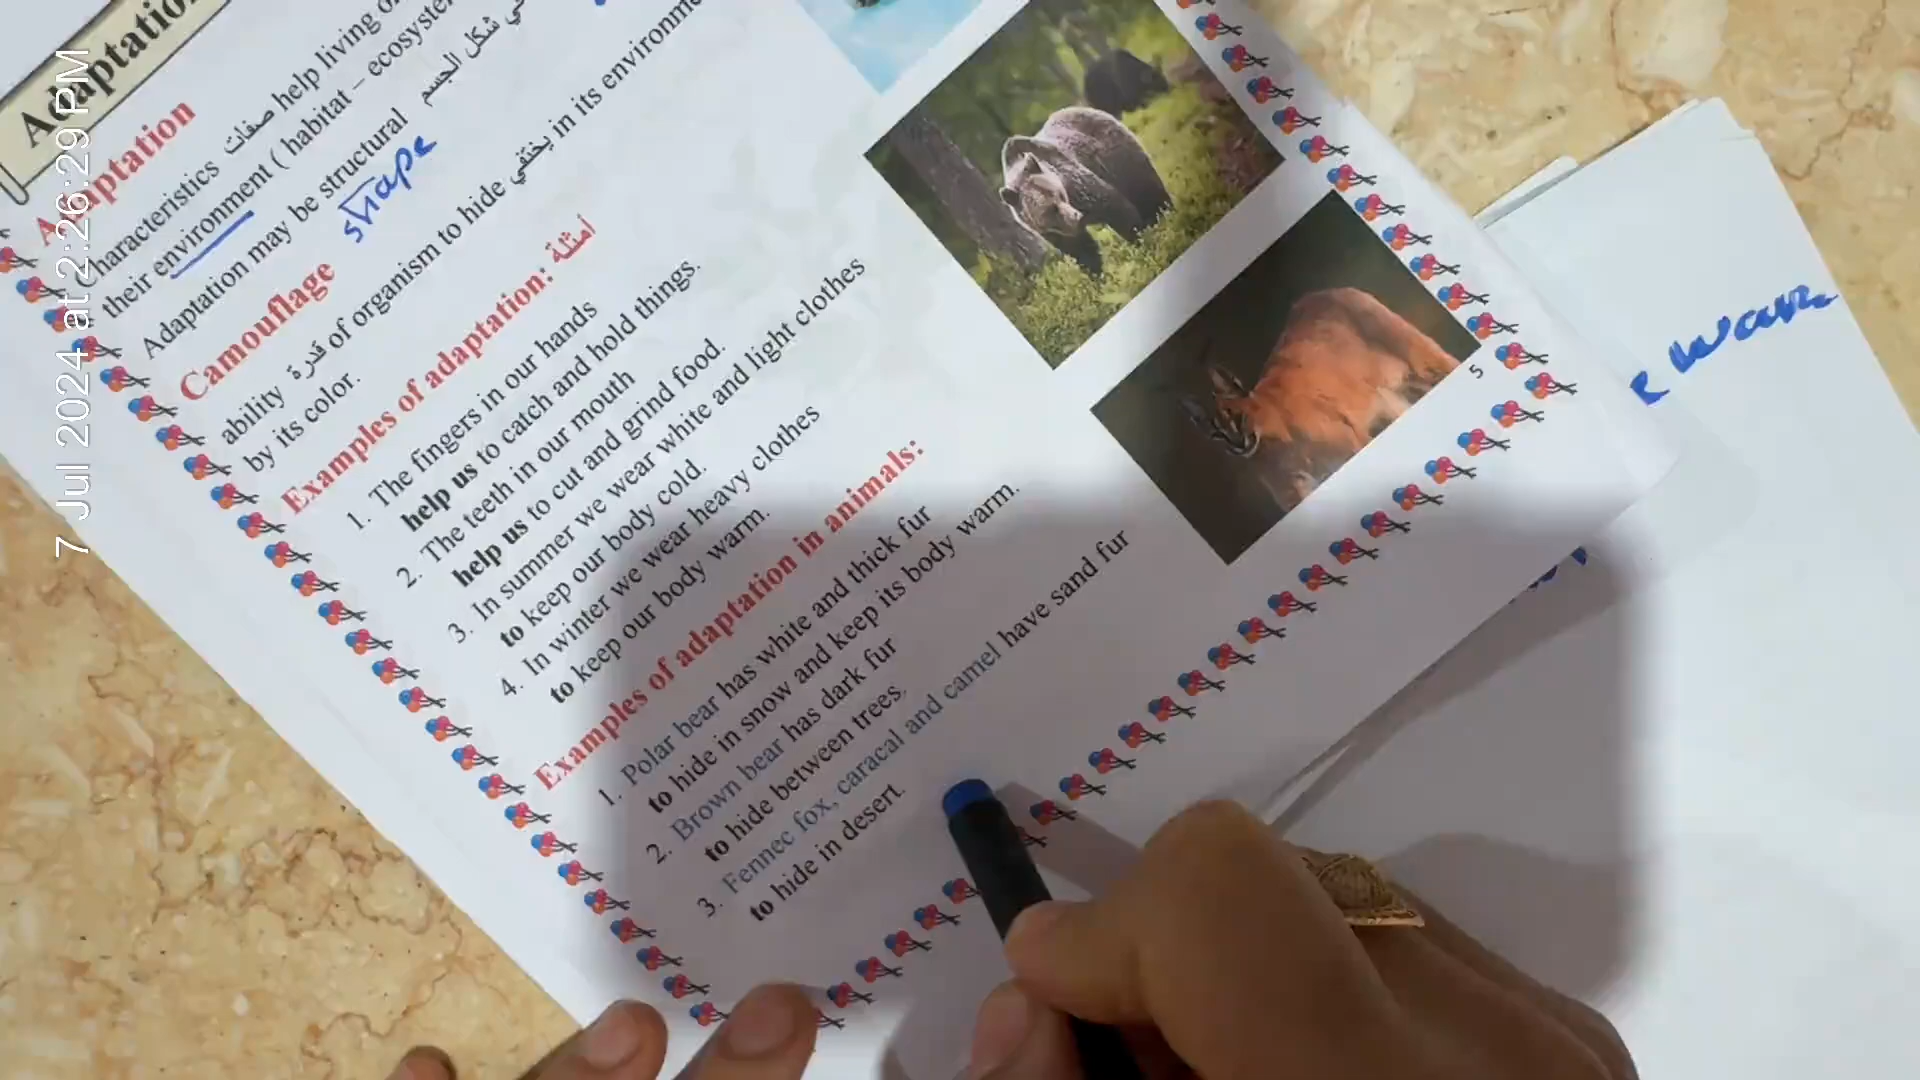 7 Jul 2024 at 2:26:29 PM
Adaptation
Characteristics صفات help living
their environment ( habitat – ecosystem
Adaptation may be structural في شكل الجسم
shape
Camouflage
ability قدرة of organism to hide يختفي in its environment
by its color.
Examples of adaptation: أمثلة
1. The fingers in our hands
help us to catch and hold things.
2. The teeth in our mouth
help us to cut and grind food.
3. In summer we wear white and light clothes
to keep our body cold.
4. In winter we wear heavy clothes
to keep our body warm.
Examples of adaptation in animals:
1. Polar bear has white and thick fur
to hide in snow and keep its body warm.
2. Brown bear has dark fur
to hide between trees,
3. Fennec fox, caracal and camel have sand fur
to hide in desert.
5